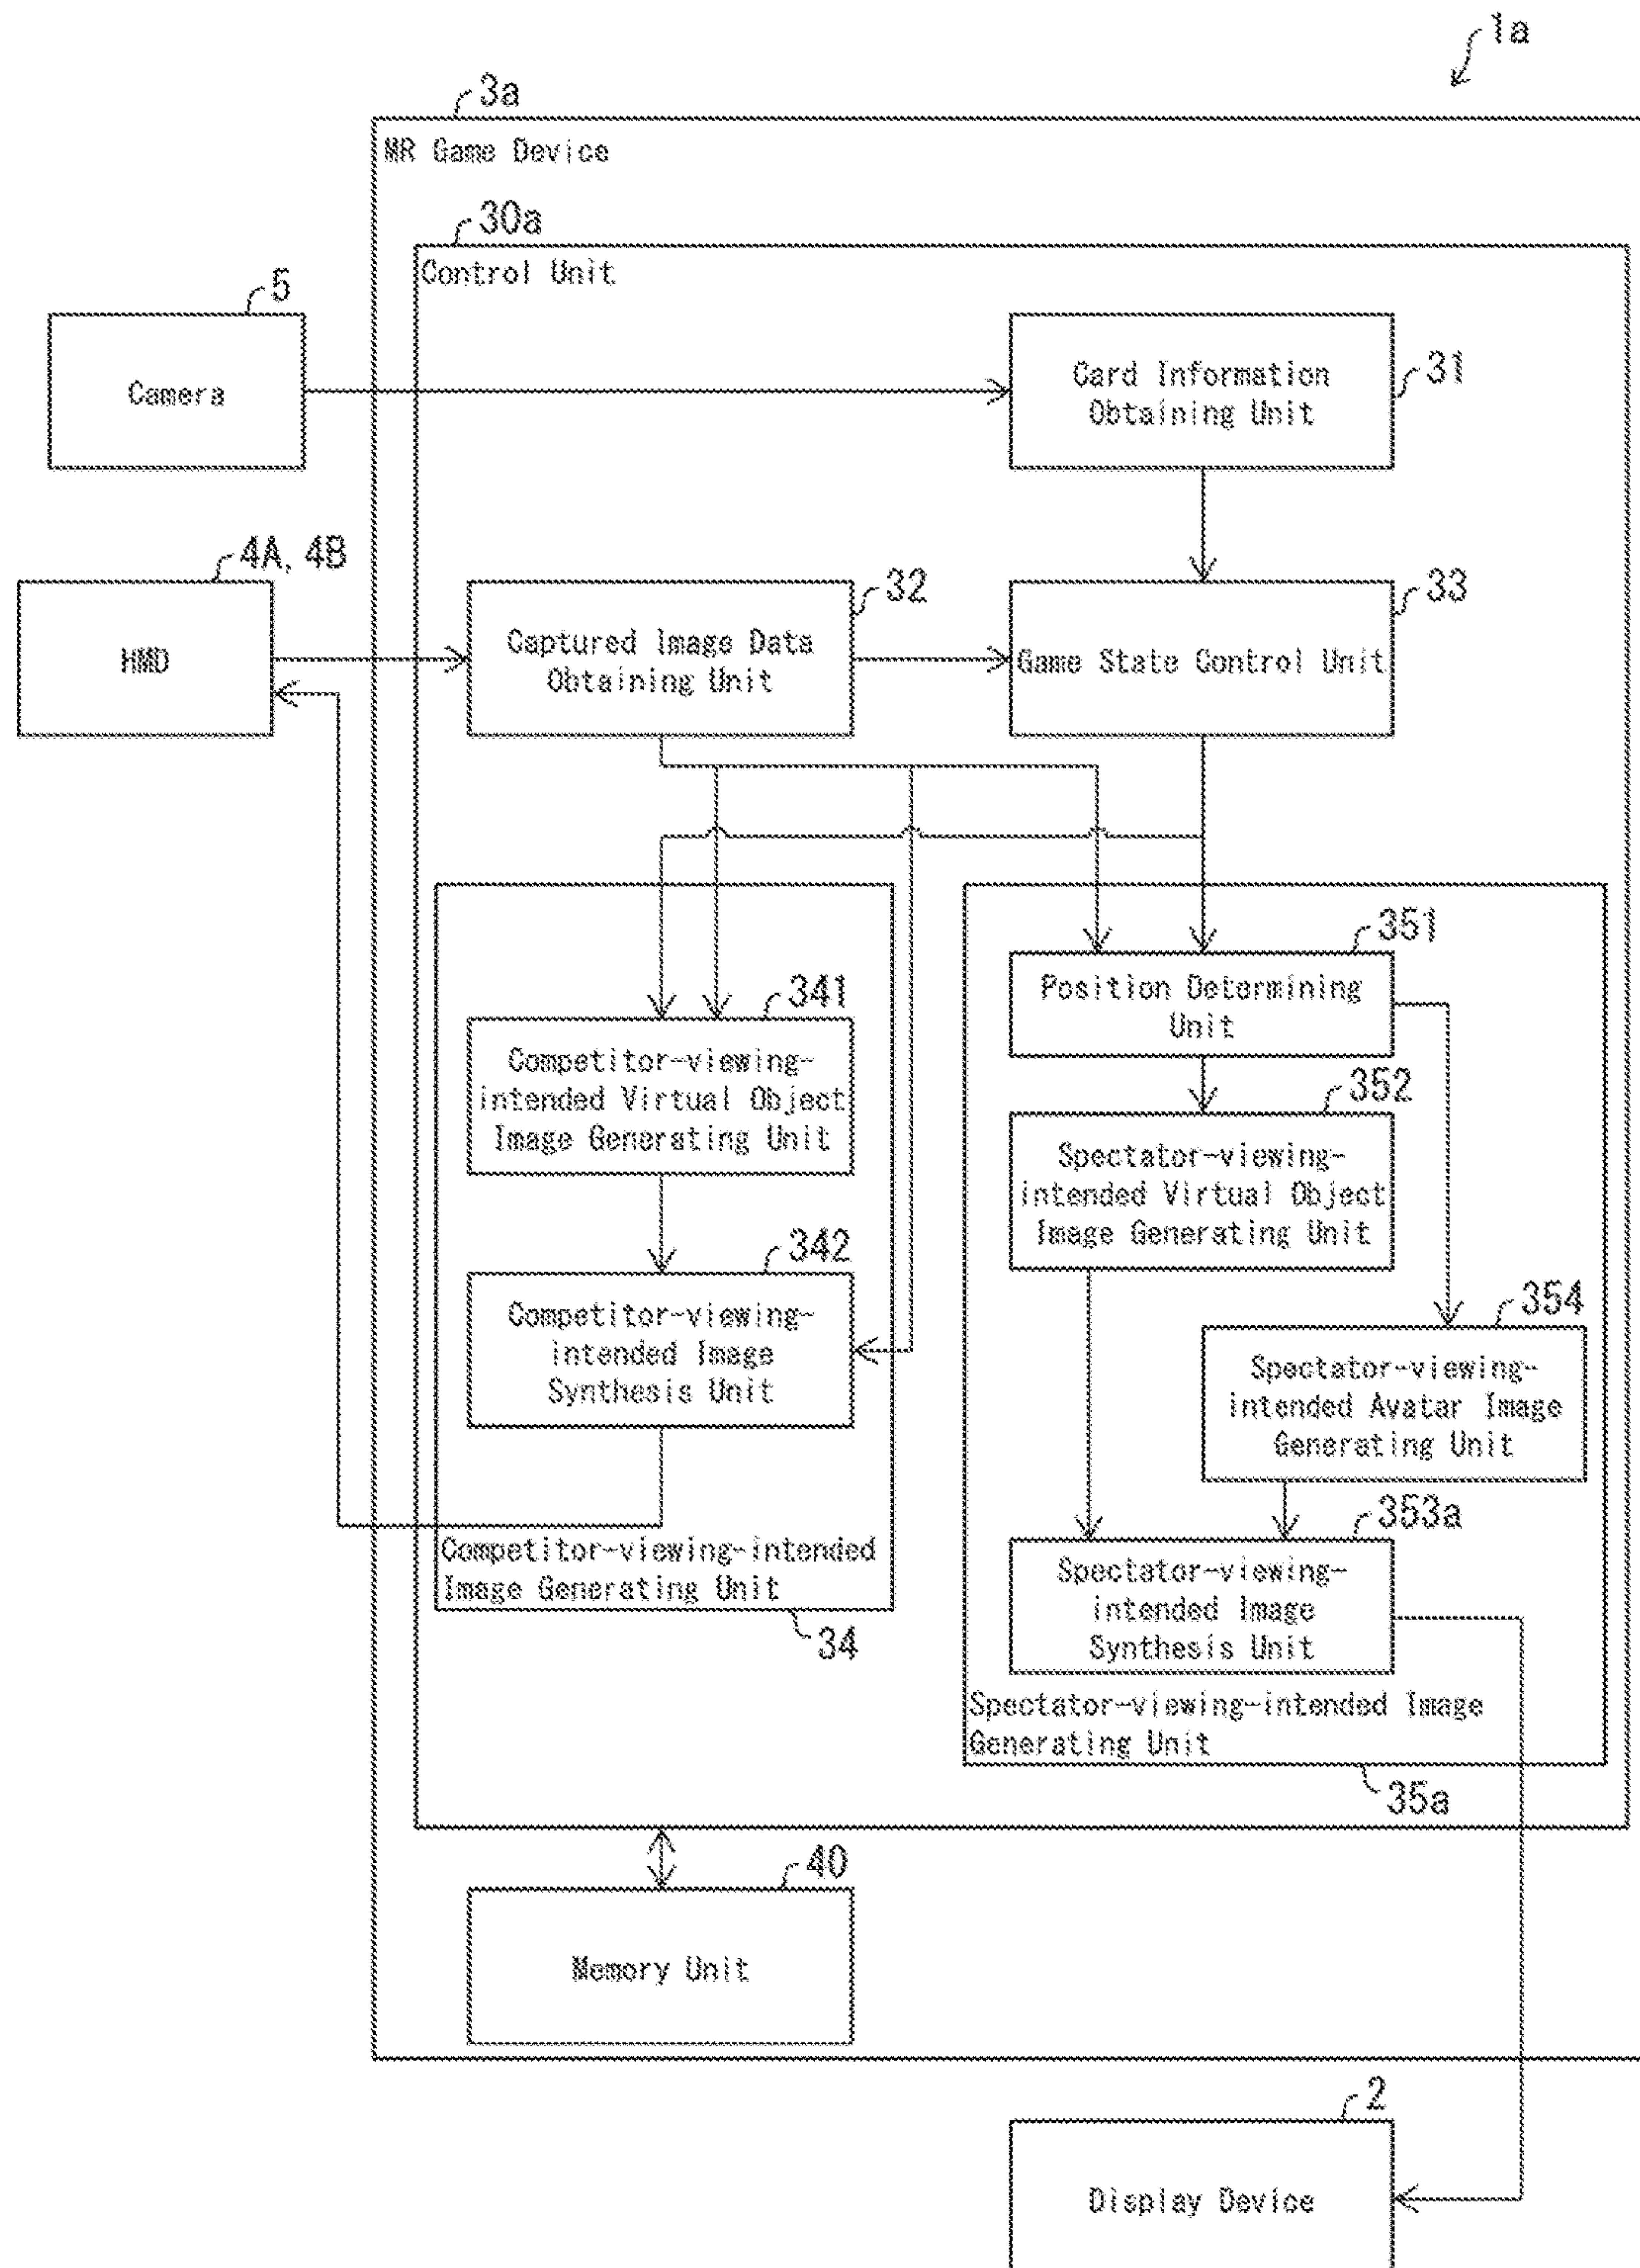 1a
3a
MR Game Device
30a
Control Unit
5
Camera
Card Information
Obtaining Unit
31
4A, 4B
HMD
Captured Image Data
Obtaining Unit
32
Game State Control Unit
33
351
Position Determining
Unit
341
Competitor-viewing-
intended Virtual Object
Image Generating Unit
352
Spectator-viewing-
intended Virtual Object
Image Generating Unit
342
Competitor-viewing-
intended Image
Synthesis Unit
354
Spectator-viewing-
intended Avatar Image
Generating Unit
353a
Spectator-viewing-
intended Image
Synthesis Unit
Competitor-viewing-intended
Image Generating Unit
34
Spectator-viewing-intended Image
Generating Unit
35a
40
Memory Unit
2
Display Device